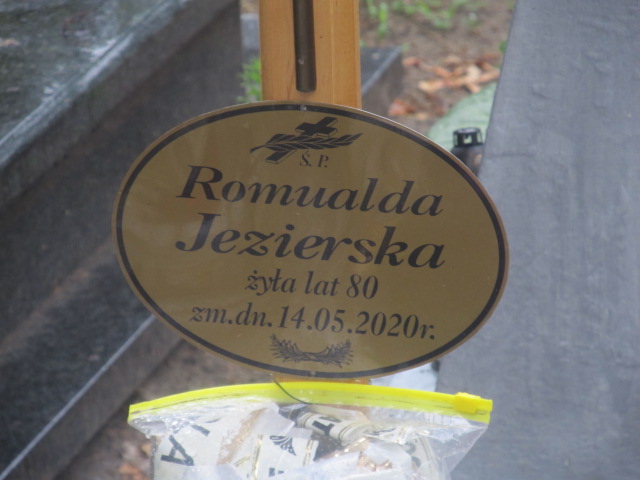 Ś. P.
Romualda
Jezierska
żyła lat 80
zm.dn.14.05.2020r.